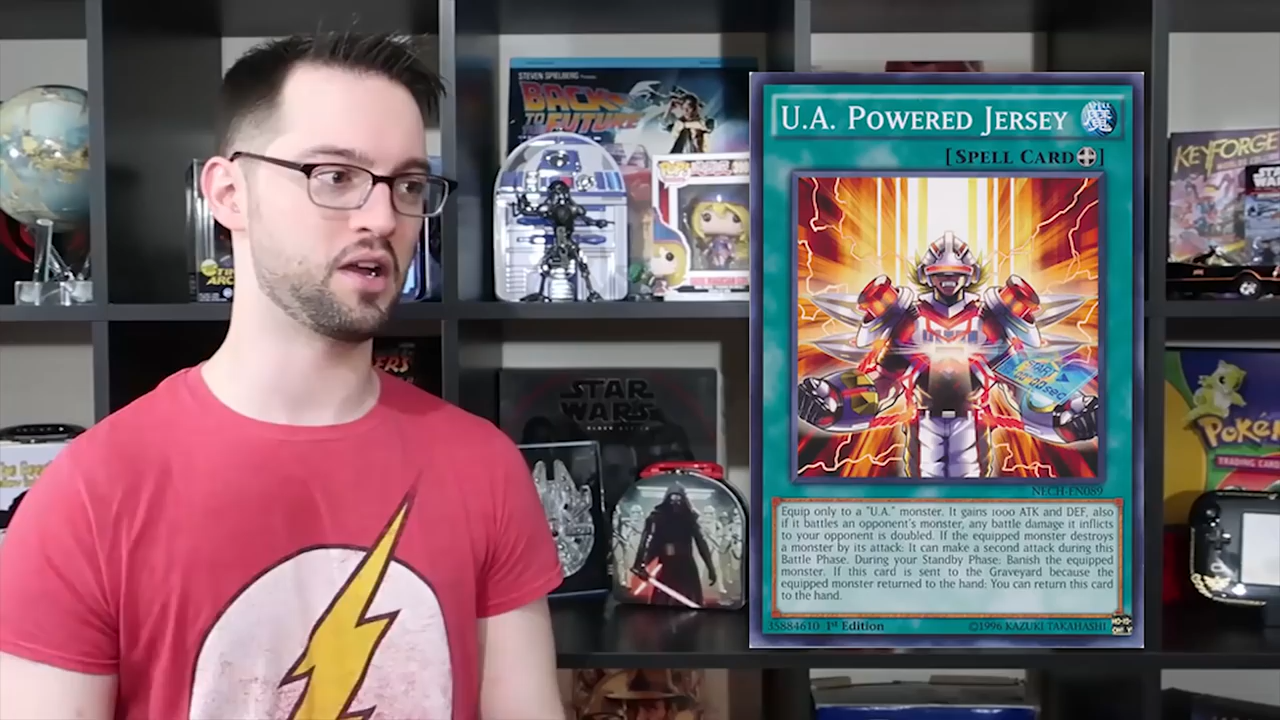 STEVEN SPIELBERG Presents
BACK
TO THE
FUTURE
U.A. POWERED JERSEY
[SPELL CARD]
NECH-EN089
Equip only to a "U.A." monster. It gains 1000 ATK and DEF, also
if it battles an opponent's monster, any battle damage it inflicts
to your opponent is doubled. If the equipped monster destroys
a monster by its attack: It can make a second attack during this
Battle Phase. During your Standby Phase: Banish the equipped
monster. If this card is sent to the Graveyard because the
equipped monster returned to the hand: You can return this card
to the hand.
35884610 1st Edition
©1996 KAZUKI TAKAHASHI
KEYFORGE
STAR
WARS
Poké
TRADING CARD